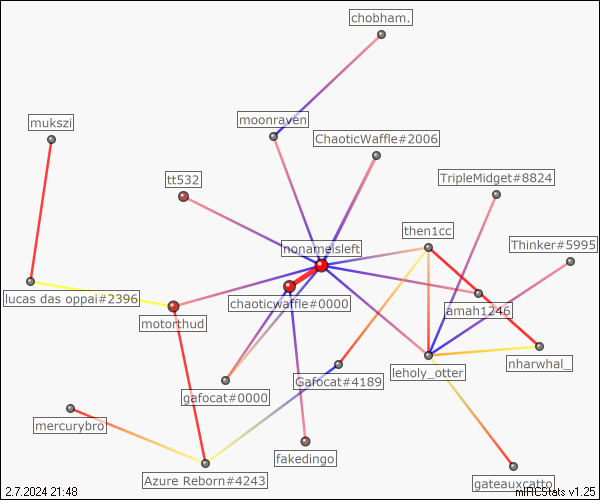 chobham.
mukszi
moonraven
ChaoticWaffle#2006
tt532
TripleMidget#8824
then1cc
Thinker#5995
nonameisleft
lucas das oppai#2396
chaoticwaffle#0000
motorthud
amah1246
nharwhal_
leholy_otter
Gafocat#4189
gafocat#0000
mercurybro
fakedingo
Azure Reborn#4243
gateauxcatto
2.7.2024 21:48
mIRCStats v1.25